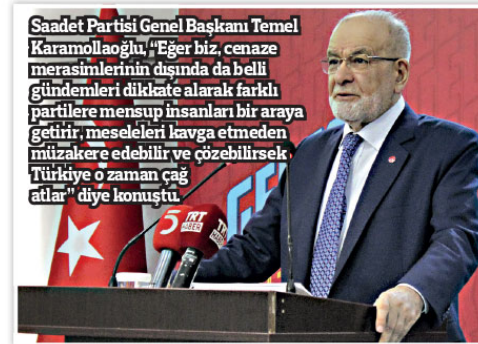 Saadet Partisi Genel Başkanı Temel
Karamollaoğlu, “Eğer biz, cenaze
merasimlerinin dışında da belli
gündemleri dikkate alarak farklı
partilere mensup insanları bir araya
getirir, meseleleri kavga etmeden
müzakere edebilir ve çözebilirsek
Türkiye o zaman çağ
atlar” diye konuştu.
5
TRT
HABER
TRT
GE